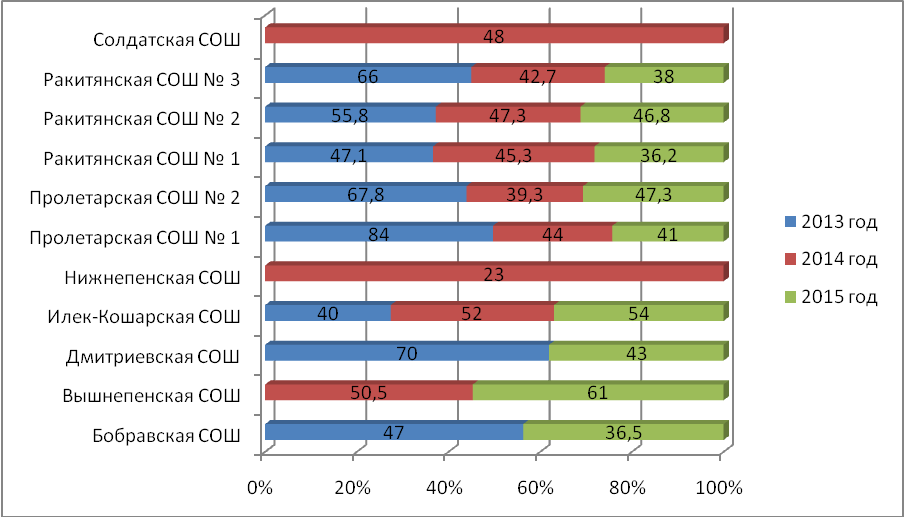 Солдатская СОШ 48
Ракитянская СОШ № 3 66 42,7 38
Ракитянская СОШ № 2 55,8 47,3 46,8
Ракитянская СОШ № 1 47,1 45,3 36,2
Пролетарская СОШ № 2 67,8 39,3 47,3
Пролетарская СОШ № 1 84 44 41
Нижнепенская СОШ 23
Илек-Кошарская СОШ 40 52 54
Дмитриевская СОШ 70 43
Вышнепенская СОШ 50,5 61
Бобравская СОШ 47 36,5
0% 20% 40% 60% 80% 100%
2013 год
2014 год
2015 год